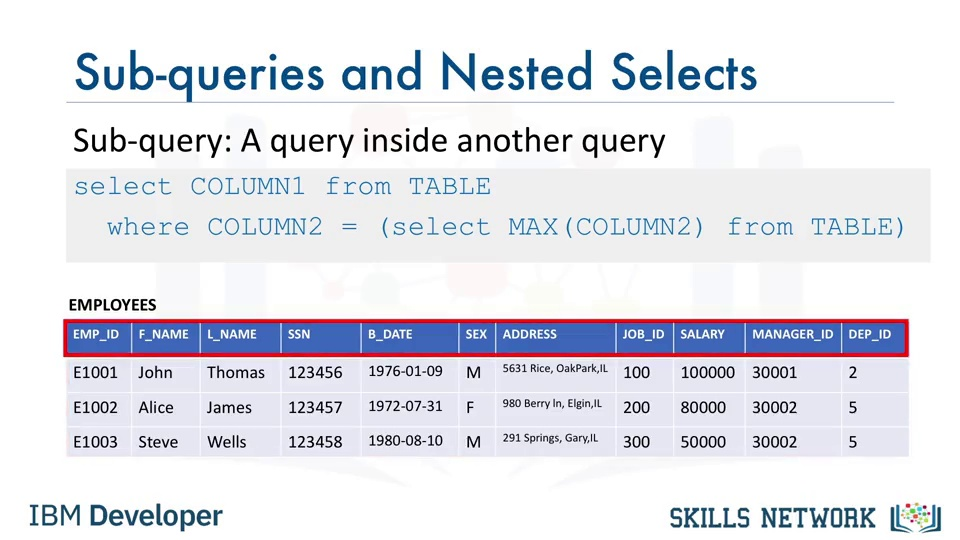 Sub-queries and Nested Selects
Sub-query: A query inside another query
select COLUMN1 from TABLE
where COLUMN2 = (select MAX(COLUMN2) from TABLE)
EMPLOYEES
EMP_ID F_NAME L_NAME SSN B_DATE SEX ADDRESS JOB_ID SALARY MANAGER_ID DEP_ID
E1001 John Thomas 123456 1976-01-09 M 5631 Rice, OakPark,IL 100 100000 30001 2
E1002 Alice James 123457 1972-07-31 F 980 Berry ln, Elgin,IL 200 80000 30002 5
E1003 Steve Wells 123458 1980-08-10 M 291 Springs, Gary,IL 300 50000 30002 5
IBM Developer
SKILLS NETWORK